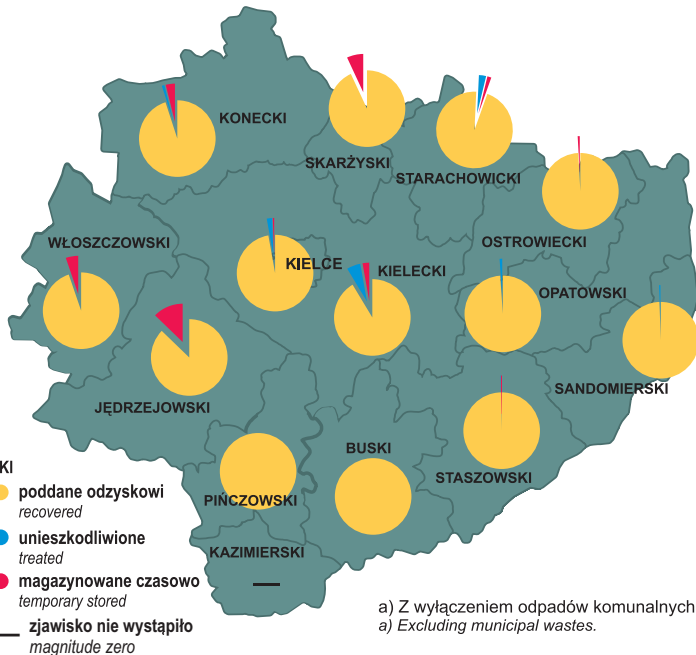 KONECKI
SKARŻYSKI
STARACHOWICKI
WŁOSZCZOWSKI
OSTROWIECKI
KIELCE
KIELECKI
OPATOWSKI
SANDOMIERSKI
JĘDRZEJOWSKI
BUSKI
STASZOWSKI
PIŃCZOWSKI
KAZIMIERSKI
KI
poddane odzyskowi
recovered
unieszkodliwione
treated
magazynowane czasowo
temporary stored
zjawisko nie wystąpiło
magnitude zero
a) Z wyłączeniem odpadów komunalnych
a) Excluding municipal wastes.